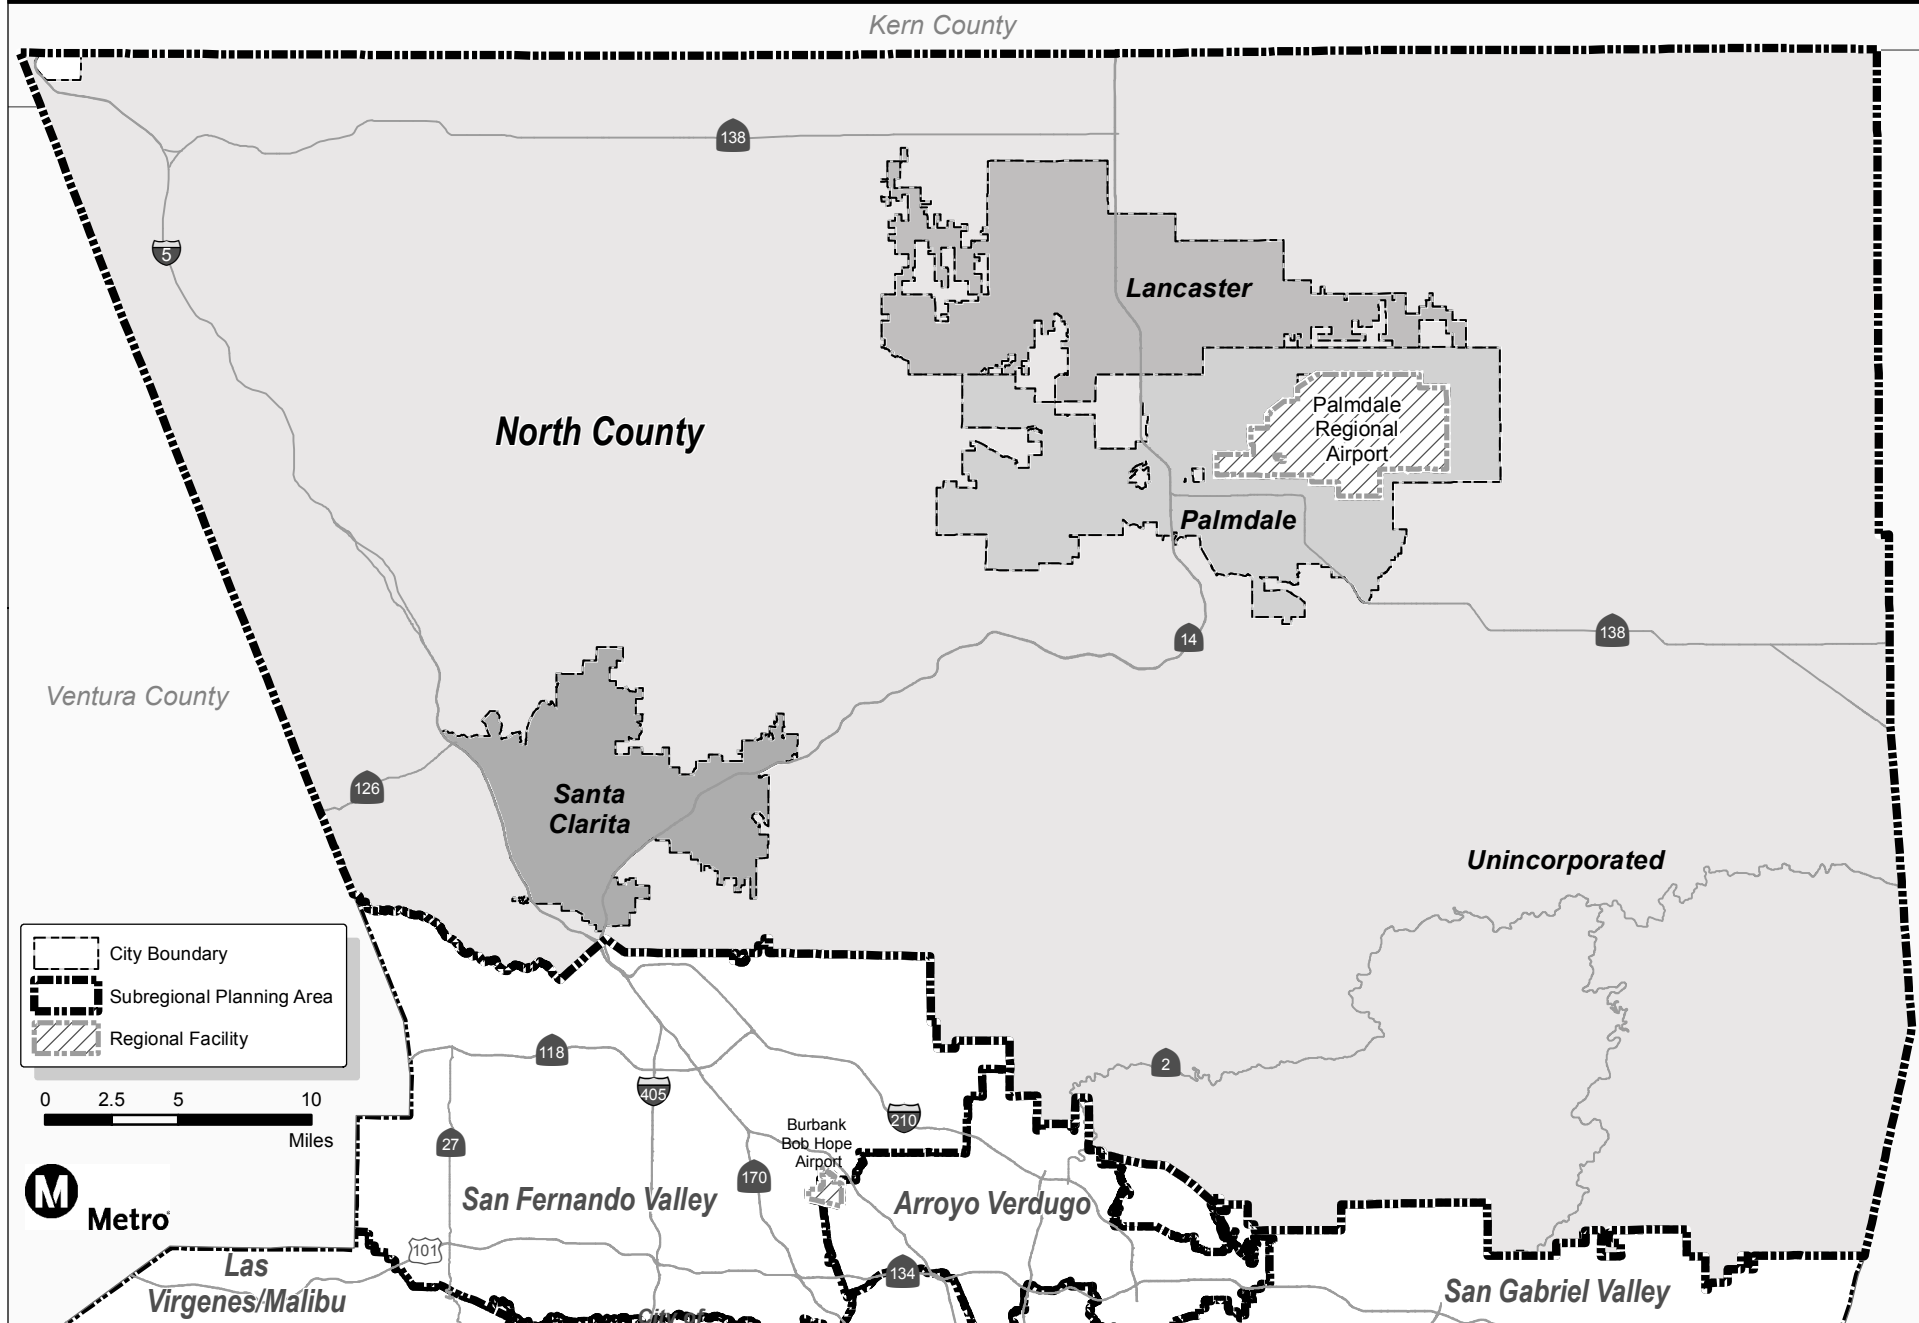 Kern County
138
5
Lancaster
North County
Palmdale
Regional
Airport
Palmdale
14
138
Ventura County
126
Santa
Clarita
Unincorporated
City Boundary
Subregional Planning Area
Regional Facility
0 2.5 5 10
Miles
118
405
2
210
27
Burbank
Bob Hope
Airport
170
San Fernando Valley
Arroyo Verdugo
M
Metro
101
134
Las
Virgenes/Malibu
San Gabriel Valley
City of